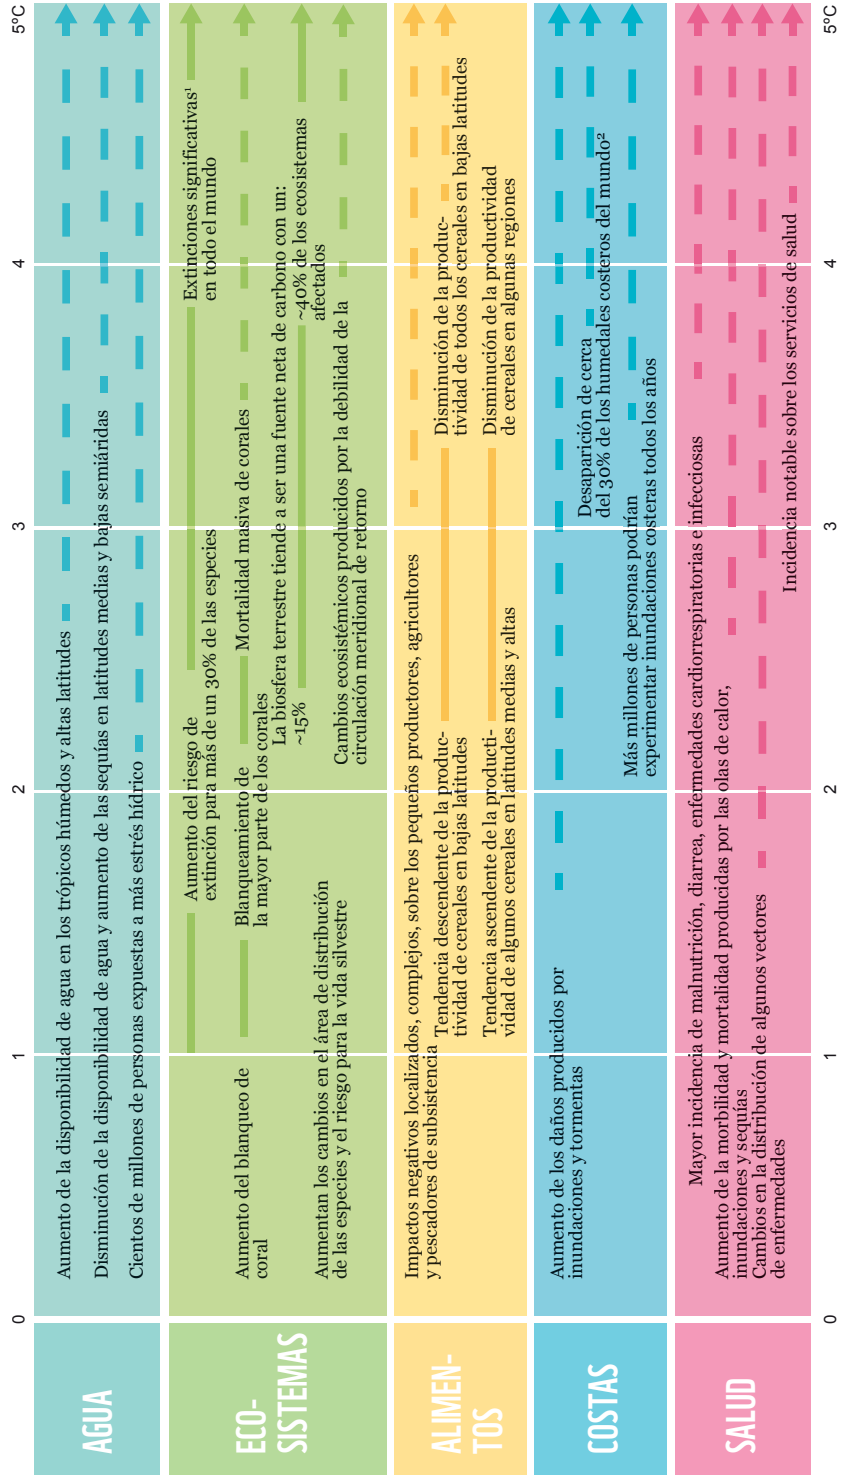 0 1 2 3 4 5°C
AGUA
Aumento de la disponibilidad de agua en los trópicos húmedos y altas latitudes
Disminución de la disponibilidad de agua y aumento de las sequías en latitudes medias y bajas semiáridas
Cientos de millones de personas expuestas a más estrés hídrico
ECO-
SISTEMAS
Aumento del riesgo de
extinción para más de un 30% de las especies
Extinciones significativas¹
en todo el mundo
Aumento del blanqueo de
coral
Blanqueamiento de
la mayor parte de los corales
Mortalidad masiva de corales
La biosfera terrestre tiende a ser una fuente neta de carbono con un:
~15%
~40% de los ecosistemas
afectados
Aumentan los cambios en el área de distribución
de las especies y el riesgo para la vida silvestre
Cambios ecosistémicos producidos por la debilidad de la
circulación meridional de retorno
ALIMEN-
TOS
Impactos negativos localizados, complejos, sobre los pequeños productores, agricultores
y pescadores de subsistencia
Tendencia descendente de la produc-
tividad de cereales en bajas latitudes
Disminución de la produc-
tividad de todos los cereales en bajas latitudes
Tendencia ascendente de la producti-
vidad de algunos cereales en latitudes medias y altas
Disminución de la productividad
de cereales en algunas regiones
COSTAS
Aumento de los daños producidos por
inundaciones y tormentas
Desaparición de cerca
del 30% de los humedales costeros del mundo²
Más millones de personas podrían
experimentar inundaciones costeras todos los años
SALUD
Mayor incidencia de malnutrición, diarrea, enfermedades cardiorrespiratorias e infecciosas
Aumento de la morbilidad y mortalidad producidas por las olas de calor,
inundaciones y sequías
Cambios en la distribución de algunos vectores
de enfermedades
Incidencia notable sobre los servicios de salud
0 1 2 3 4 5°C